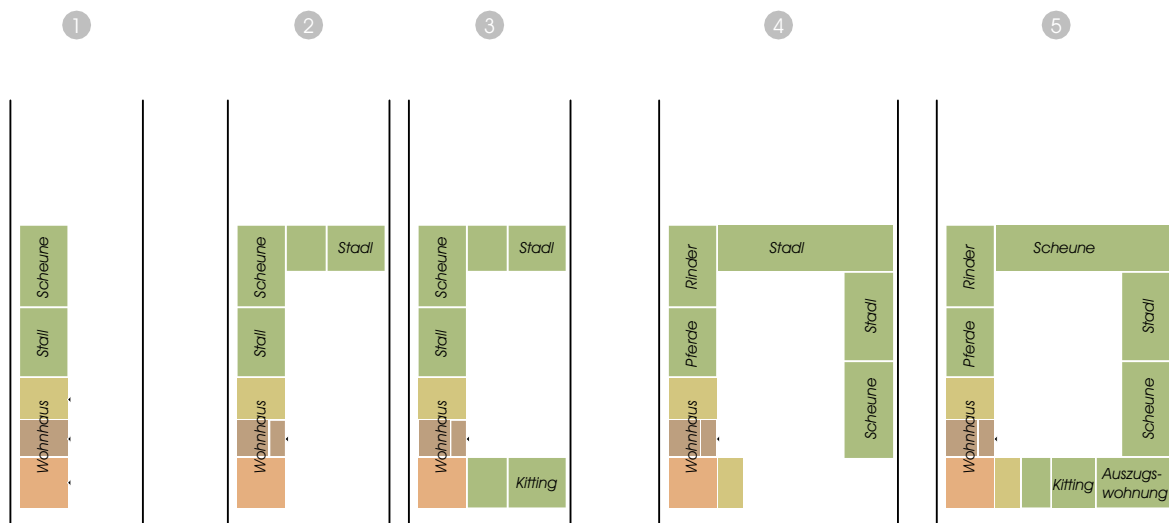 1
2
3
4
5
Scheune
Stall
Wohnhaus
Scheune
Stadl
Stall
Wohnhaus
Scheune
Stadl
Stall
Wohnhaus
Kitting
Rinder
Stadl
Pferde
Scheune
Wohnhaus
Rinder
Scheune
Stadl
Pferde
Scheune
Wohnhaus
Kitting
Auszugs-
wohnung